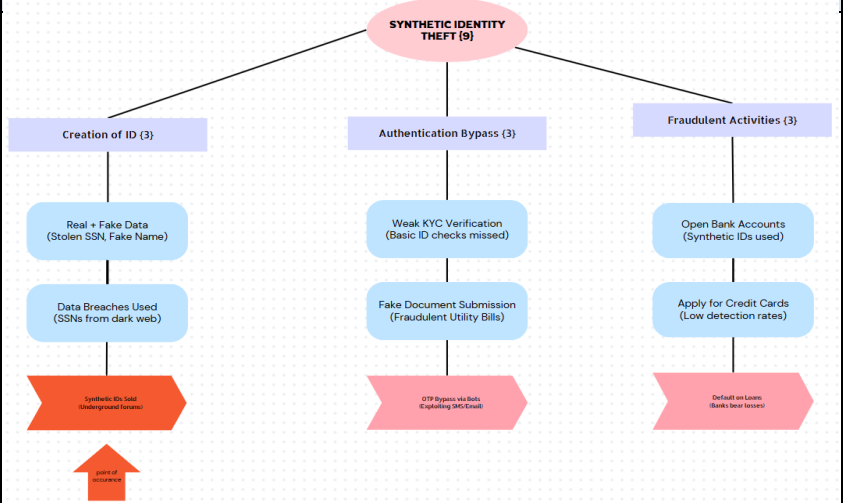 SYNTHETIC IDENTITY
THEFT {9}
Creation of ID {3}
Authentication Bypass {3}
Fraudulent Activities {3}
Real + Fake Data
(Stolen SSN, Fake Name)
Weak KYC Verification
(Basic ID checks missed)
Open Bank Accounts
(Synthetic IDs used)
Data Breaches Used
(SSNs from dark web)
Fake Document Submission
(Fraudulent Utility Bills)
Apply for Credit Cards
(Low detection rates)
Synthetic IDs Sold
(Underground forums)
OTP Bypass via Bots
(Exploiting SMS/Email)
Default on Loans
(Banks bear losses)
point of
occurance